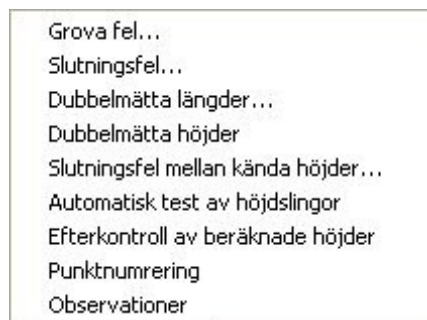 Grova fel...
Slutningsfel...
Dubbelmätta längder...
Dubbelmätta höjder
Slutningsfel mellan kända höjder...
Automatisk test av höjdslingor
Efterkontroll av beräknade höjder
Punktnumrering
Observationer